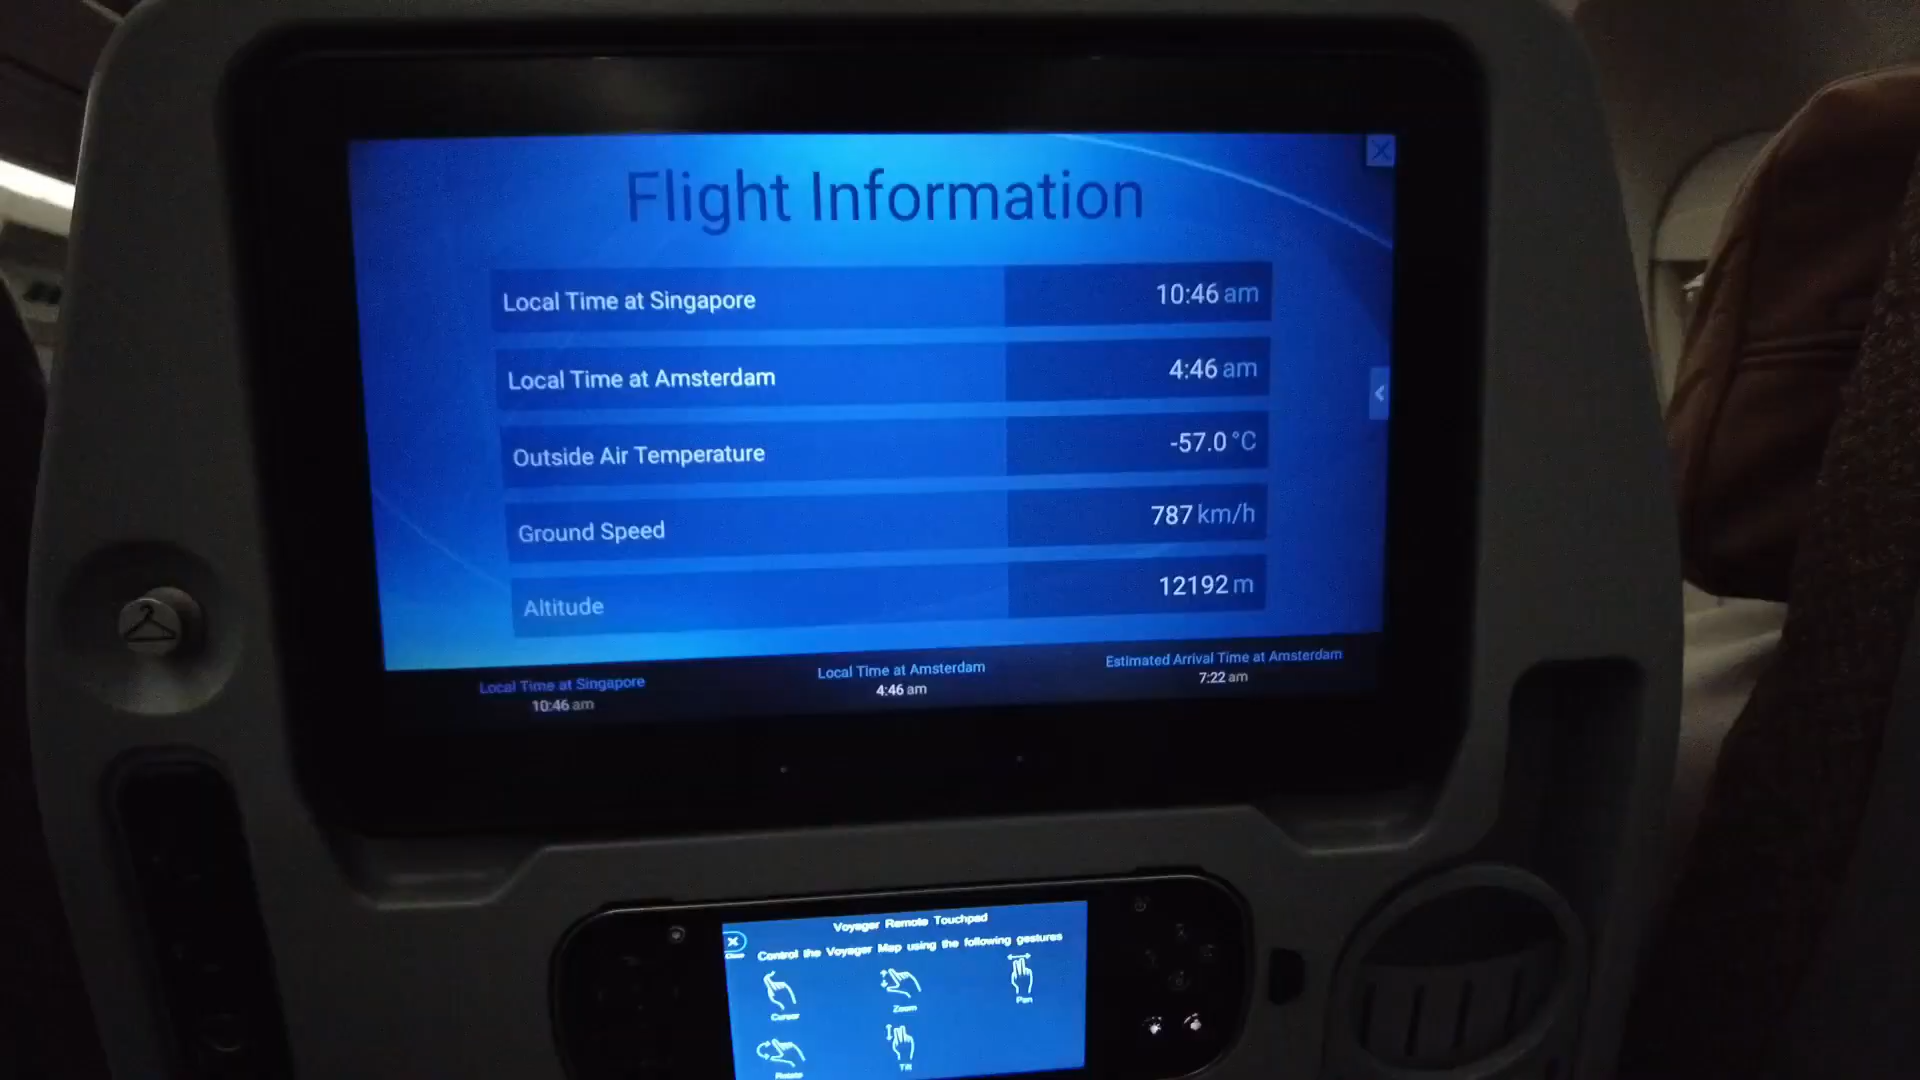 Flight Information
Local Time at Singapore 10:46 am
Local Time at Amsterdam 4:46 am
Outside Air Temperature -57.0 °C
Ground Speed 787 km/h
Altitude 12192 m
Local Time at Singapore
10:46 am
Local Time at Amsterdam
4:46 am
Estimated Arrival Time at Amsterdam
7:22 am
Voyager Remote Touchpad
Control the Voyager Map using the following gestures
Close
Cursor
Zoom
Pan
Rotate
Tilt